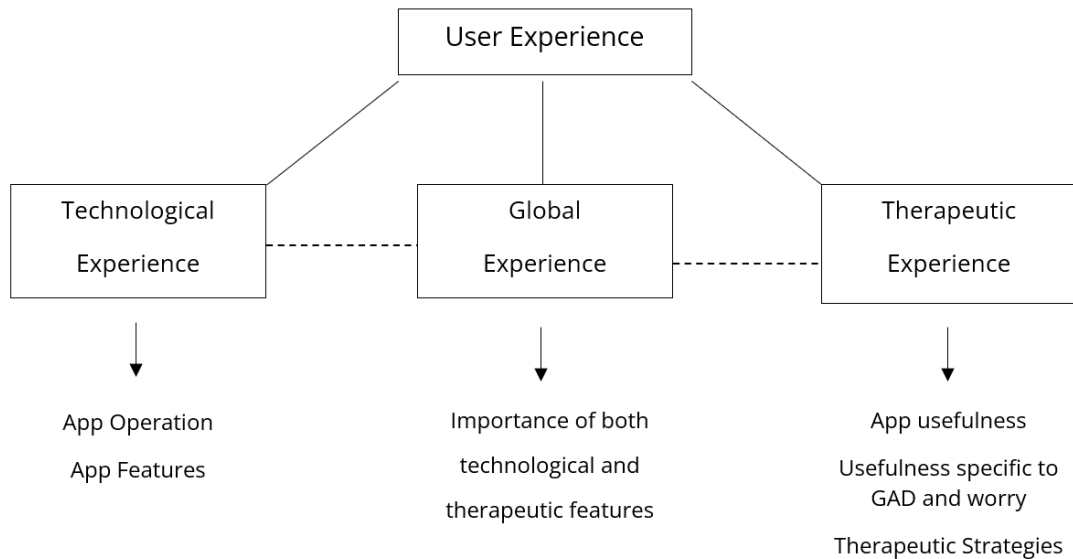 User Experience
Technological
Experience
Global
Experience
Therapeutic
Experience
App Operation
App Features
Importance of both
technological and
therapeutic features
App usefulness
Usefulness specific to
GAD and worry
Therapeutic Strategies